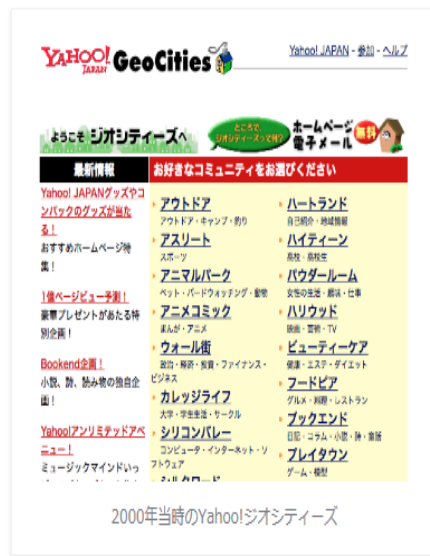 YAHOO! JAPAN GeoCities
Yahoo! JAPAN - 参加 - ヘルプ
ようこそ ジオシティーズへ
ところで、
ジオシティーズって何?
ホームページ
電子メール
無料
最新情報
お好きなコミュニティをお選びください
Yahoo! JAPANグッズやコ
ンパックのグッズが当た
る!
おすすめホームページ特
集!
1億ページビュー予測!
豪華プレゼントがあたる特
別企画!
Bookend企画!
小説、詩、読み物の独自企
画!
Yahoo!アンリミテッドアベ
ニュー!
ミュージックマインドいっ
アウトドア
アウトドア・キャンプ・釣り
アスリート
スポーツ
アニマルパーク
ペット・バードウォッチング・動物
アニメコミック
まんが・アニメ
ウォール街
政治・経済・投資・ファイナンス・
ビジネス
カレッジライフ
大学・学生生活・サークル
シリコンバレー
コンピュータ・インターネット・ソ
フトウェア
シルクロード
ハートランド
自己紹介・地域情報
ハイティーン
高校・高校生
パウダールーム
女性の生活・趣味・仕事
ハリウッド
映画・芸術・TV
ビューティーケア
健康・エステ・ダイエット
フードピア
グルメ・料理・レストラン
ブックエンド
日記・コラム・小説・詩・童話
プレイタウン
ゲーム・模型
2000年当時のYahoo!ジオシティーズ